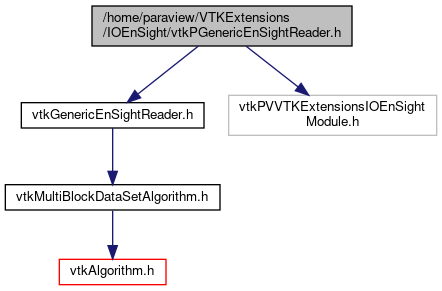 /home/paraview/VTKExtensions
/IOEnSight/vtkPGenericEnSightReader.h
vtkGenericEnSightReader.h
vtkPVVTKExtensionsIOEnSight
Module.h
vtkMultiBlockDataSetAlgorithm.h
vtkAlgorithm.h